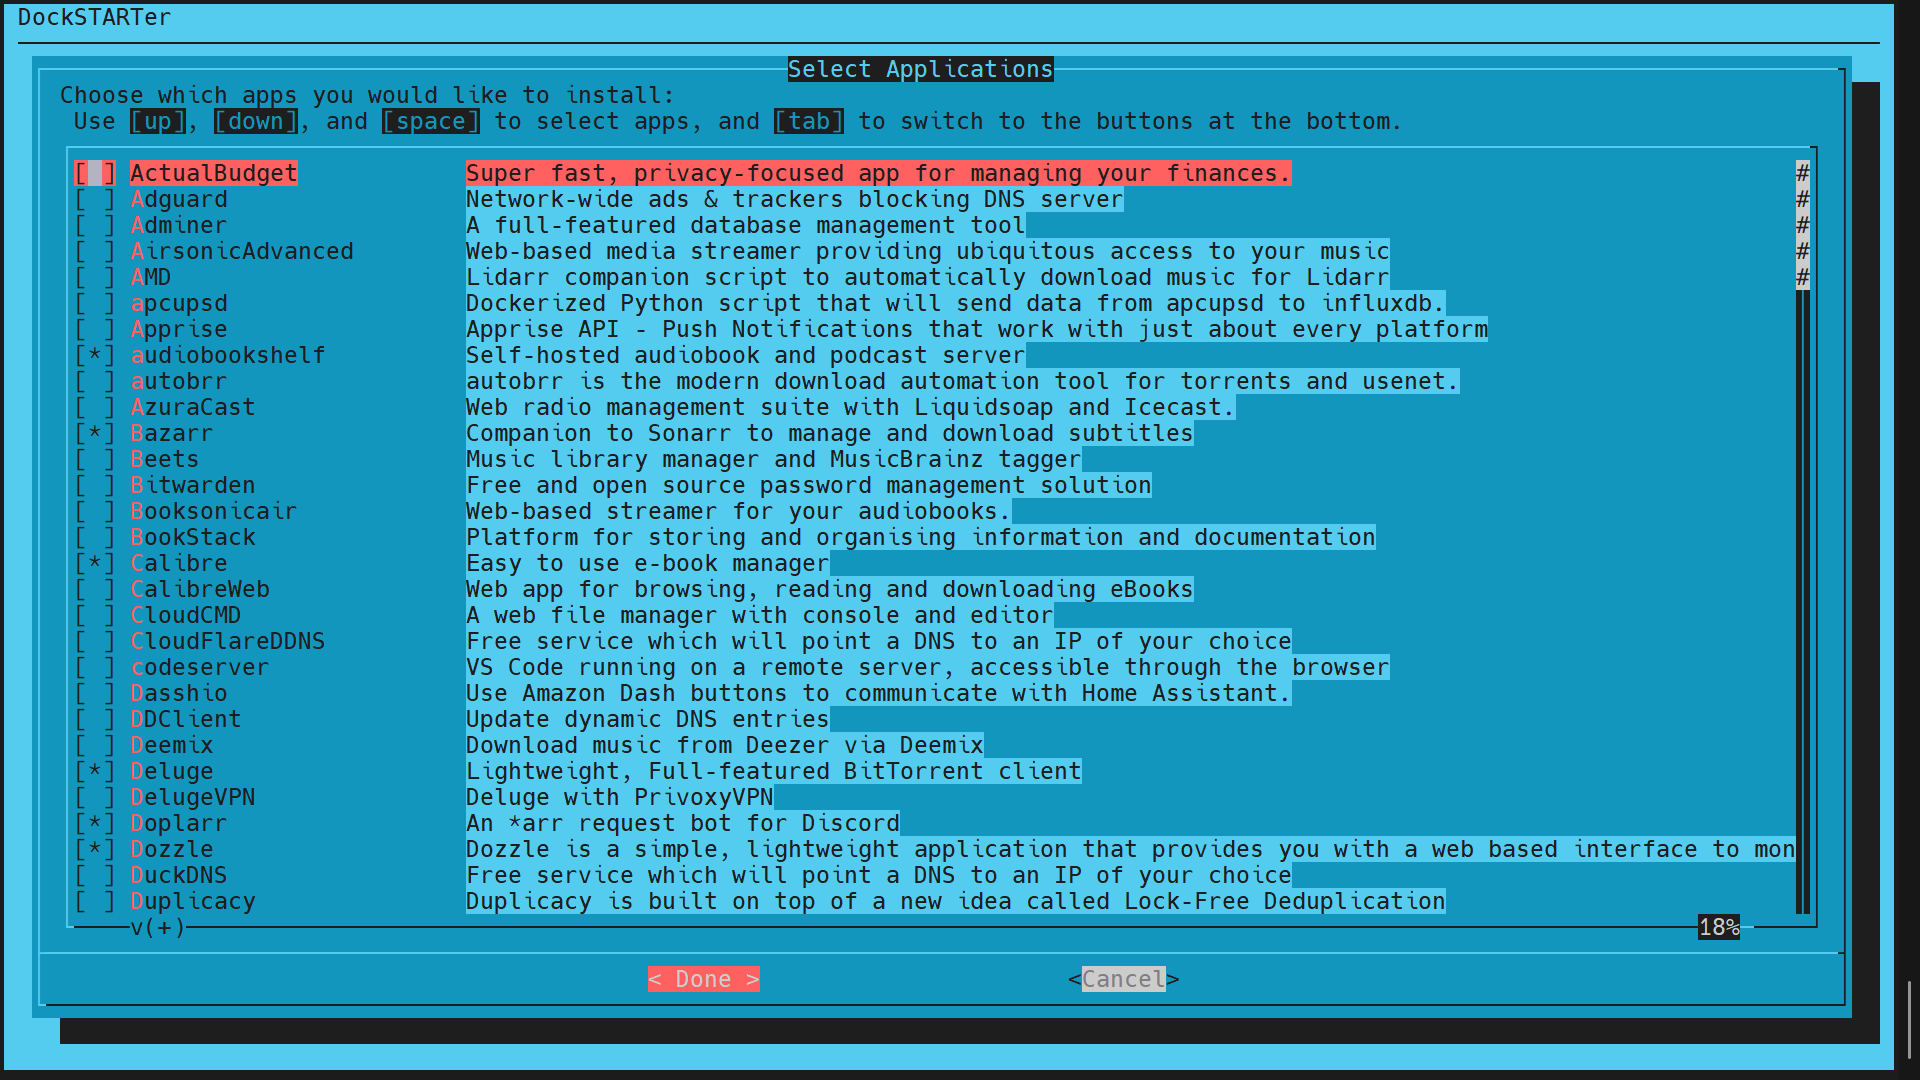 DockSTARTer
Select Applications
Choose which apps you would like to install:
Use [up], [down], and [space] to select apps, and [tab] to switch to the buttons at the bottom.
[ ] ActualBudget Super fast, privacy-focused app for managing your finances. #
[ ] Adguard Network-wide ads & trackers blocking DNS server #
[ ] Adminer A full-featured database management tool #
[ ] AirsonicAdvanced Web-based media streamer providing ubiquitous access to your music #
[ ] AMD Lidarr companion script to automatically download music for Lidarr #
[ ] apcupsd Dockerized Python script that will send data from apcupsd to influxdb.
[ ] Apprise Apprise API - Push Notifications that work with just about every platform
[*] audiobookshelf Self-hosted audiobook and podcast server
[ ] autobrr autobrr is the modern download automation tool for torrents and usenet.
[ ] AzuraCast Web radio management suite with Liquidsoap and Icecast.
[*] Bazarr Companion to Sonarr to manage and download subtitles
[ ] Beets Music library manager and MusicBrainz tagger
[ ] Bitwarden Free and open source password management solution
[ ] Booksonicair Web-based streamer for your audiobooks.
[ ] BookStack Platform for storing and organising information and documentation
[*] Calibre Easy to use e-book manager
[ ] CalibreWeb Web app for browsing, reading and downloading eBooks
[ ] CloudCMD A web file manager with console and editor
[ ] CloudFlareDDNS Free service which will point a DNS to an IP of your choice
[ ] codeserver VS Code running on a remote server, accessible through the browser
[ ] Dasshio Use Amazon Dash buttons to communicate with Home Assistant.
[ ] DDClient Update dynamic DNS entries
[ ] Deemix Download music from Deezer via Deemix
[*] Deluge Lightweight, Full-featured BitTorrent client
[ ] DelugeVPN Deluge with PrivoxyVPN
[*] Doplarr An *arr request bot for Discord
[*] Dozzle Dozzle is a simple, lightweight application that provides you with a web based interface to mon
[ ] DuckDNS Free service which will point a DNS to an IP of your choice
[ ] Duplicacy Duplicacy is built on top of a new idea called Lock-Free Deduplication
v(+) 18%
< Done > <Cancel>